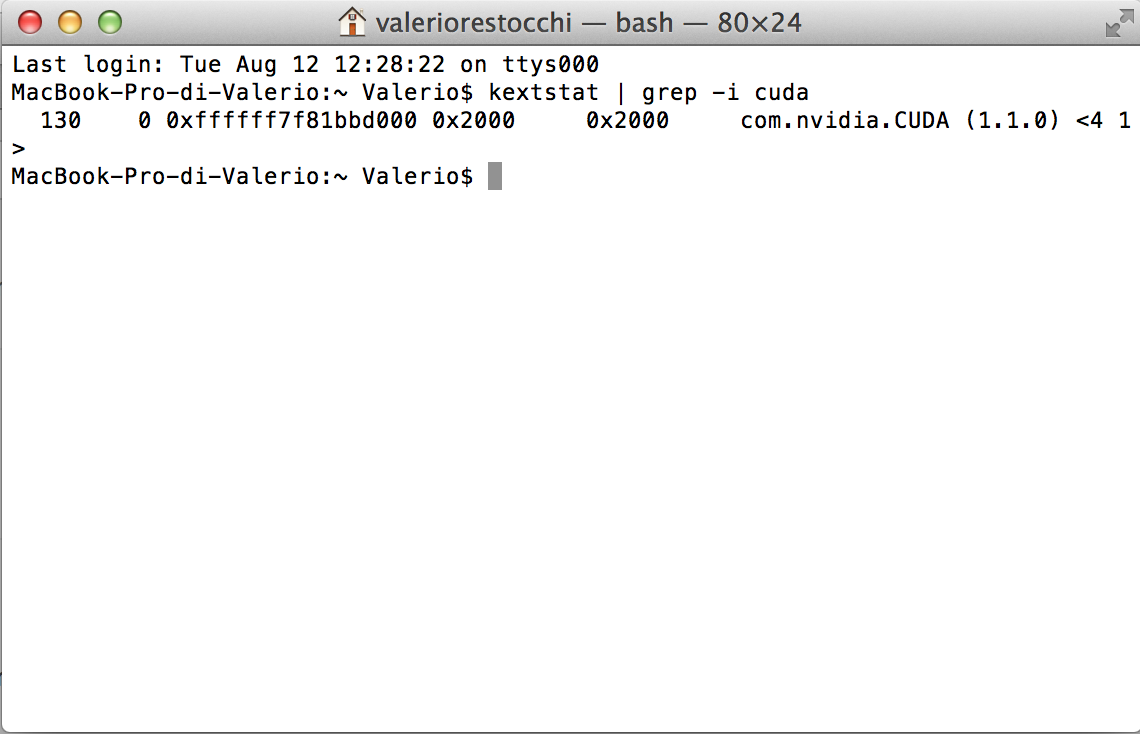 valeriorestocchi — bash — 80×24
Last login: Tue Aug 12 12:28:22 on ttys000
MacBook-Pro-di-Valerio:~ Valerio$ kextstat | grep -i cuda
  130    0 0xffffff7f81bbd000 0x2000     0x2000     com.nvidia.CUDA (1.1.0) <4 1
>
MacBook-Pro-di-Valerio:~ Valerio$